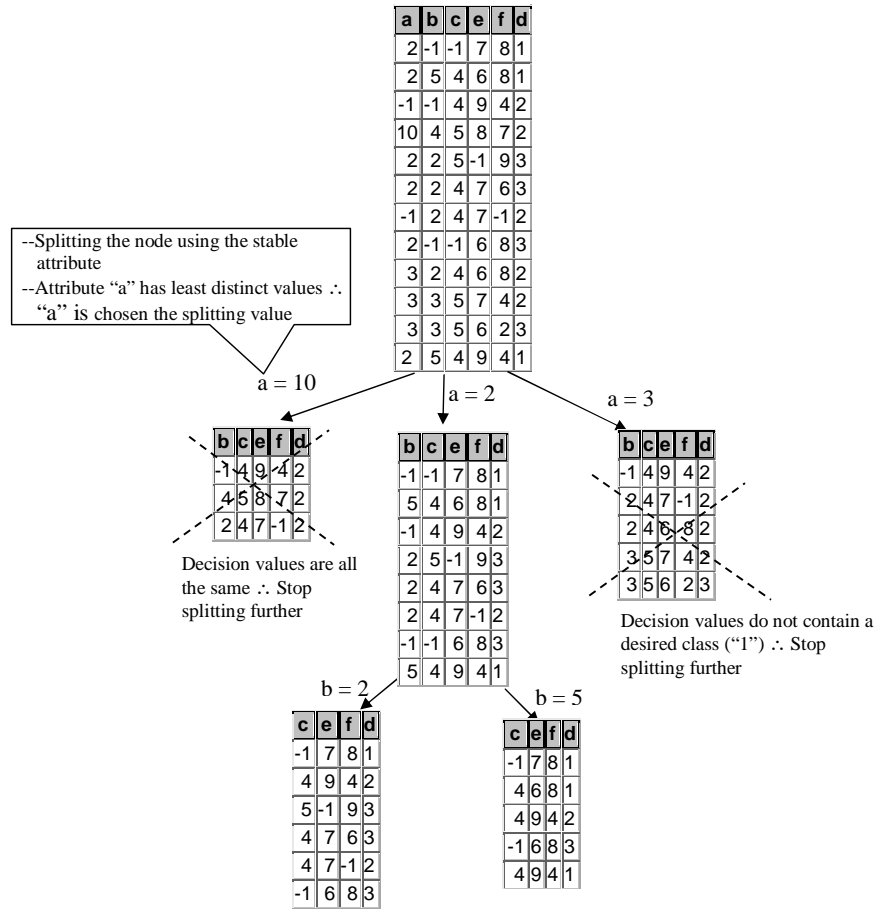 a b c e f d
2 -1 -1 7 8 1
2 5 4 6 8 1
-1 -1 4 9 4 2
10 4 5 8 7 2
2 2 5 -1 9 3
2 2 4 7 6 3
-1 2 4 7 -1 2
2 -1 -1 6 8 3
3 2 4 6 8 2
3 3 5 7 4 2
3 3 5 6 2 3
2 5 4 9 4 1
--Splitting the node using the stable
attribute
--Attribute “a” has least distinct values ∴
“a” is chosen the splitting value
a = 10
a = 2
a = 3
b c e f d
-1 4 9 4 2
4 5 8 7 2
2 4 7 -1 2
Decision values are all
the same ∴ Stop
splitting further
b c e f d
-1 -1 7 8 1
5 4 6 8 1
-1 4 9 4 2
2 5 -1 9 3
2 4 7 6 3
2 4 7 -1 2
-1 -1 6 8 3
5 4 9 4 1
b c e f d
-1 4 9 4 2
2 4 7 -1 2
2 4 6 8 2
3 5 7 4 2
3 5 6 2 3
Decision values do not contain a
desired class (“1”) ∴ Stop
splitting further
b = 2
b = 5
c e f d
-1 7 8 1
4 9 4 2
5 -1 9 3
4 7 6 3
4 7 -1 2
-1 6 8 3
c e f d
-1 7 8 1
4 6 8 1
4 9 4 2
-1 6 8 3
4 9 4 1